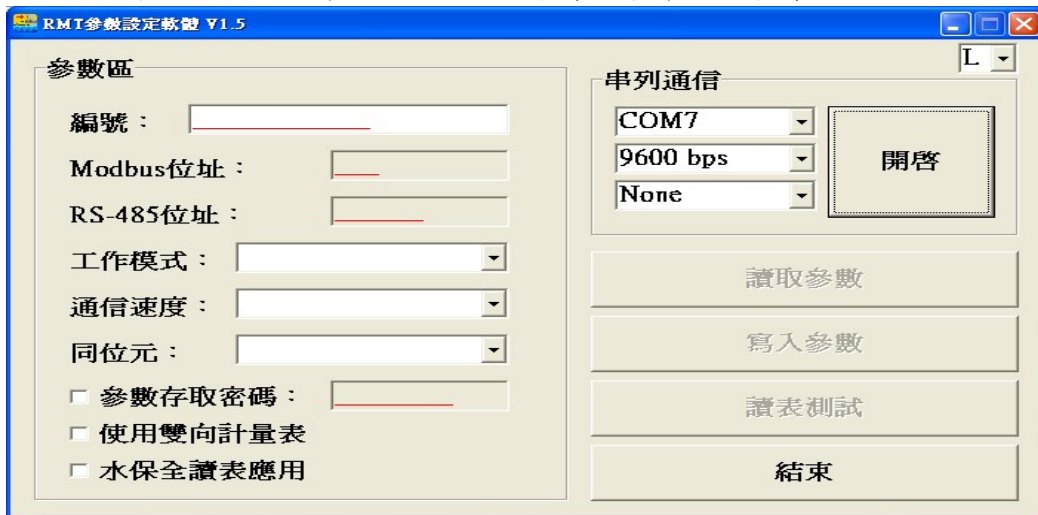 RMT參數設定軟體 V1.5
L
參數區
編號：
Modbus位址：
RS-485位址：
工作模式：
通信速度：
同位元：
參數存取密碼：
使用雙向計量表
水保全讀表應用
串列通信
COM7
9600 bps
None
開啓
讀取參數
寫入參數
讀表測試
結束